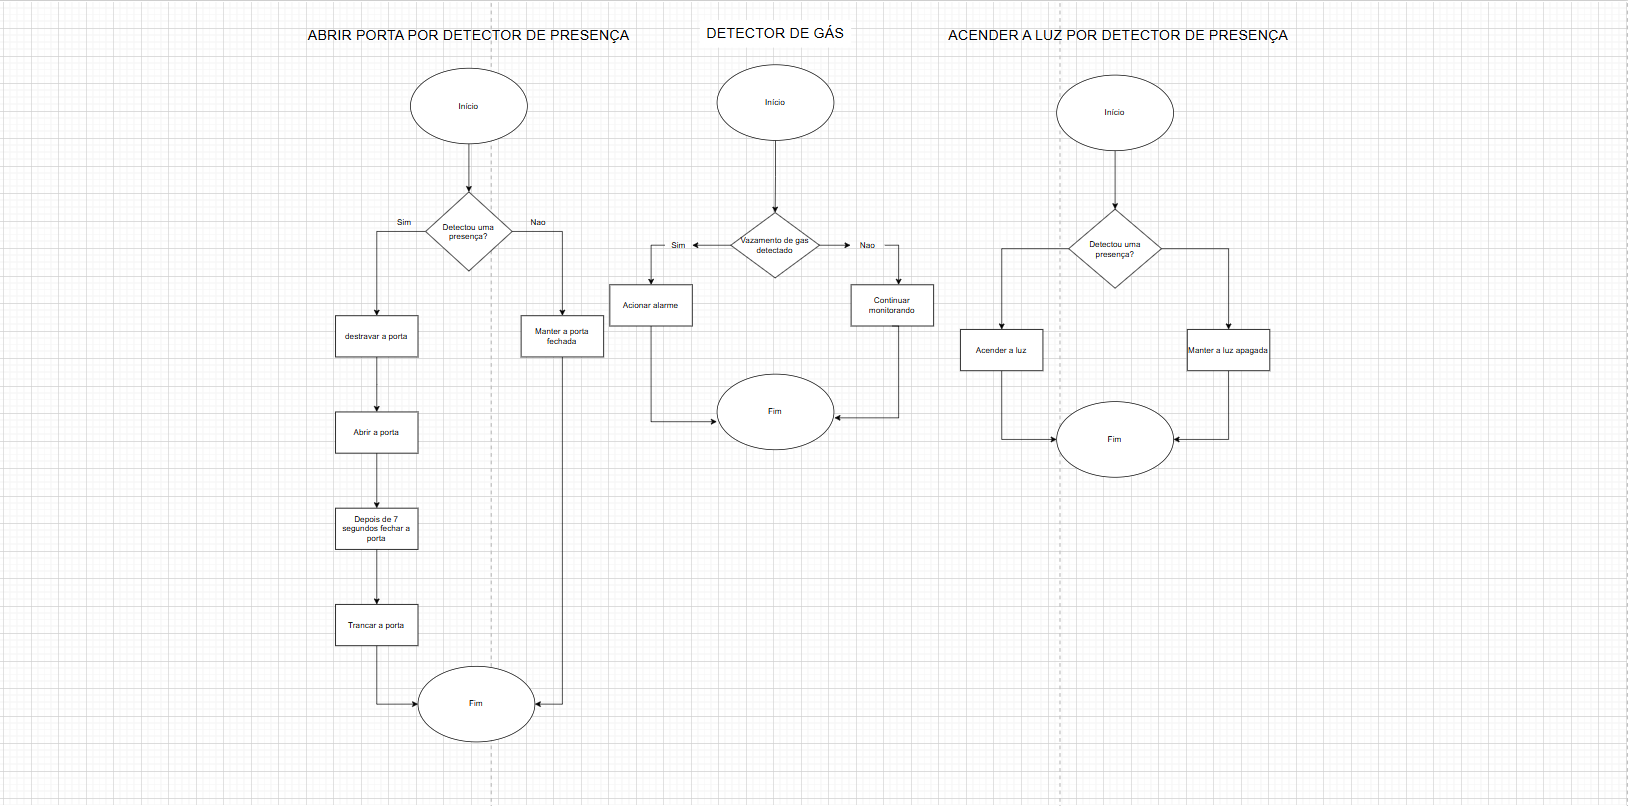 ABRIR PORTA POR DETECTOR DE PRESENÇA
Início
Detectou uma
presença?
Sim
Nao
destravar a porta
Manter a porta
fechada
Abrir a porta
Depois de 7
segundos fechar a
porta
Trancar a porta
Fim
DETECTOR DE GÁS
Início
Vazamento de gas
detectado
Sim
Nao
Acionar alarme
Continuar
monitorando
Fim
ACENDER A LUZ POR DETECTOR DE PRESENÇA
Início
Detectou uma
presença?
Acender a luz
Manter a luz apagada
Fim